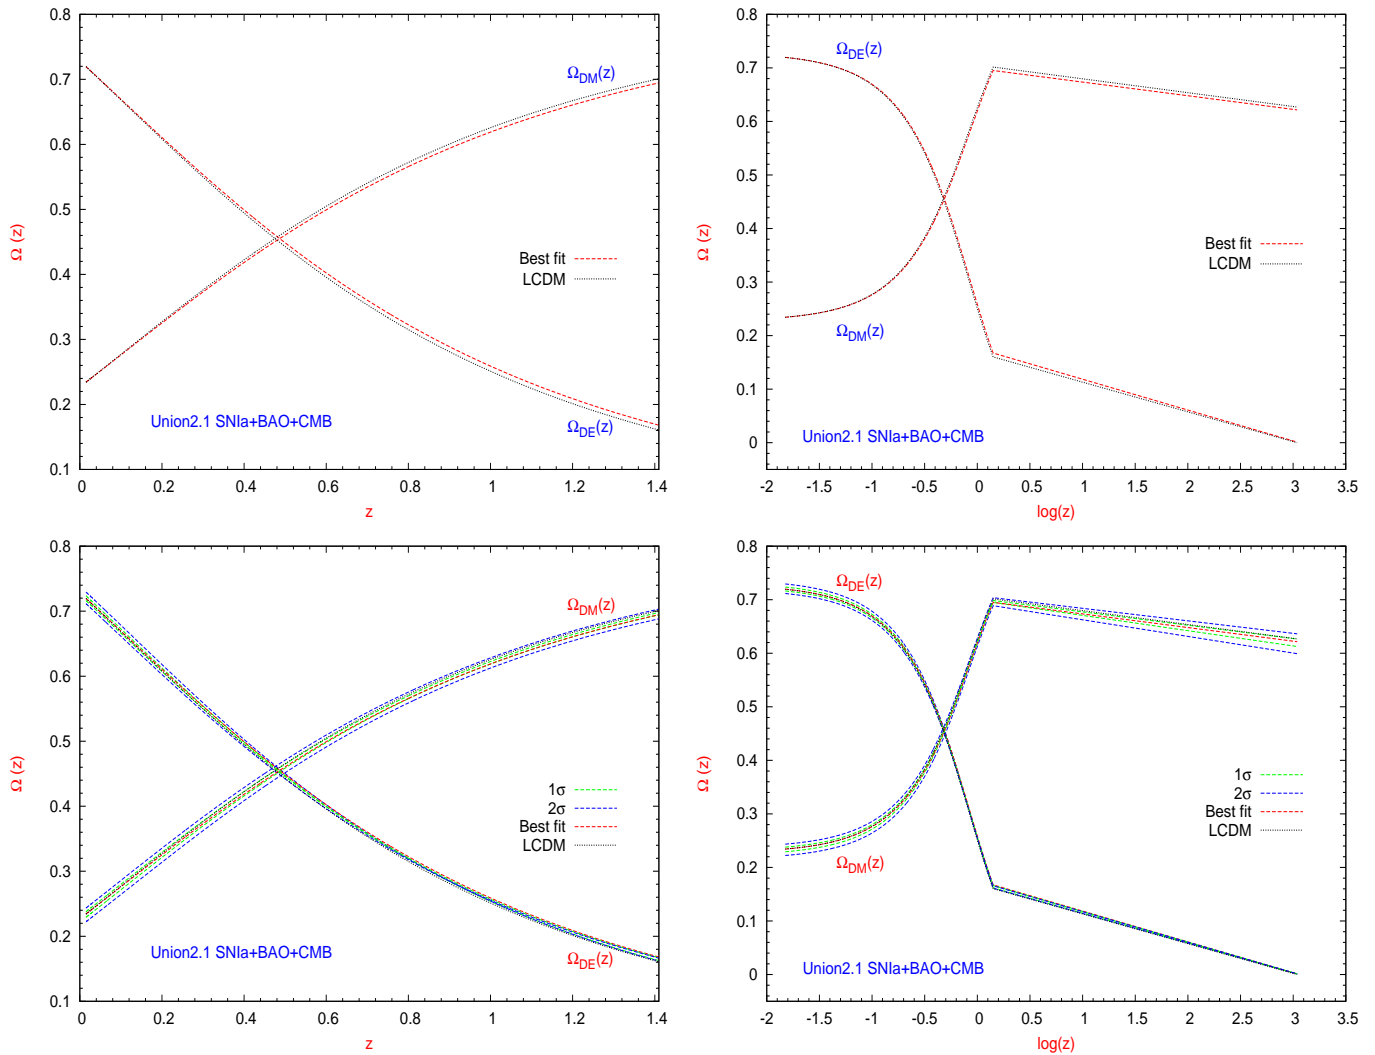 0.8
0.7
0.6
0.5
0.4
0.3
0.2
0.1
0 0.2 0.4 0.6 0.8 1 1.2 1.4
Ω (z)
z
Ω_DM(z)
Best fit
LCDM
Union2.1 SNIa+BAO+CMB
Ω_DE(z)
0.8
0.7
0.6
0.5
0.4
0.3
0.2
0.1
0
-2 -1.5 -1 -0.5 0 0.5 1 1.5 2 2.5 3 3.5
Ω (z)
log(z)
Ω_DE(z)
Best fit
LCDM
Ω_DM(z)
Union2.1 SNIa+BAO+CMB
0.8
0.7
0.6
0.5
0.4
0.3
0.2
0.1
0 0.2 0.4 0.6 0.8 1 1.2 1.4
Ω (z)
z
Ω_DM(z)
1σ
2σ
Best fit
LCDM
Union2.1 SNIa+BAO+CMB
Ω_DE(z)
0.8
0.7
0.6
0.5
0.4
0.3
0.2
0.1
0
-2 -1.5 -1 -0.5 0 0.5 1 1.5 2 2.5 3 3.5
Ω (z)
log(z)
Ω_DE(z)
1σ
2σ
Best fit
LCDM
Ω_DM(z)
Union2.1 SNIa+BAO+CMB